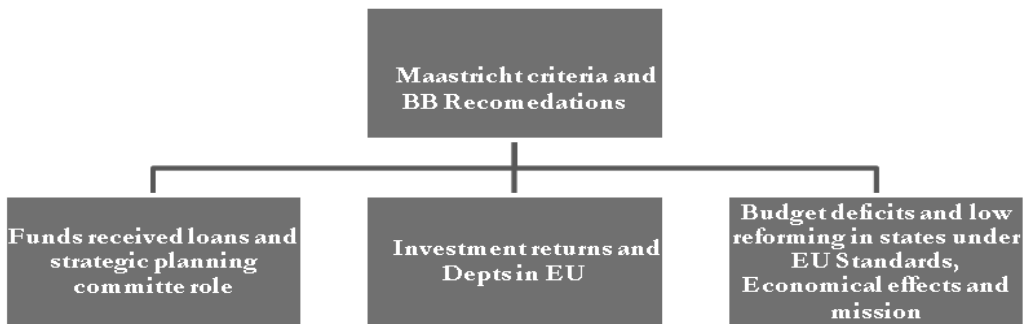 Maastricht criteria and
BB Recomedations
Funds received loans and
strategic planning
committe role
Investment returns and
Depts in EU
Budget deficits and low
reforming in states under
EU Standards,
Economical effects and
mission